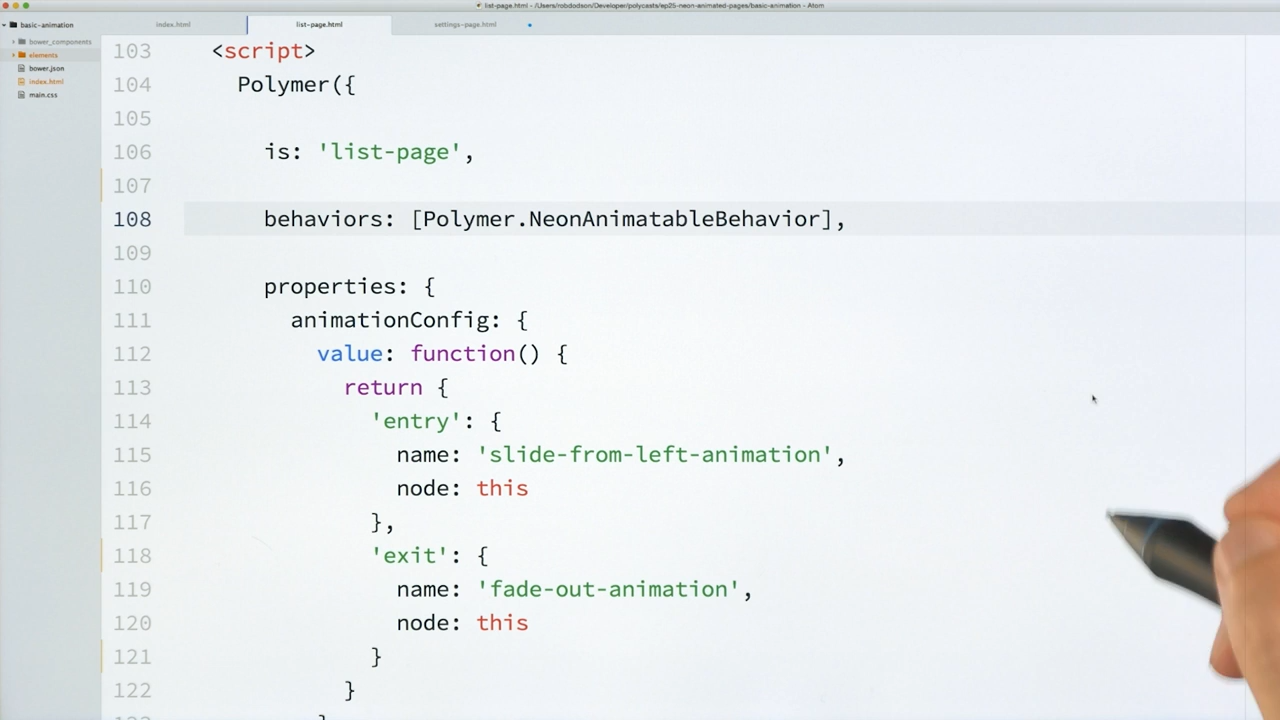 list-page.html - /Users/robdodson/Developer/polycasts/ep25-neon-animated-pages/basic-animation - Atom
basic-animation
index.html
list-page.html
settings-page.html
bower_components
elements
bower.json
index.html
main.css
103 <script>
104 Polymer({
105
106 is: 'list-page',
107
108 behaviors: [Polymer.NeonAnimatableBehavior],
109
110 properties: {
111 animationConfig: {
112 value: function() {
113 return {
114 'entry': {
115 name: 'slide-from-left-animation',
116 node: this
117 },
118 'exit': {
119 name: 'fade-out-animation',
120 node: this
121 }
122 }